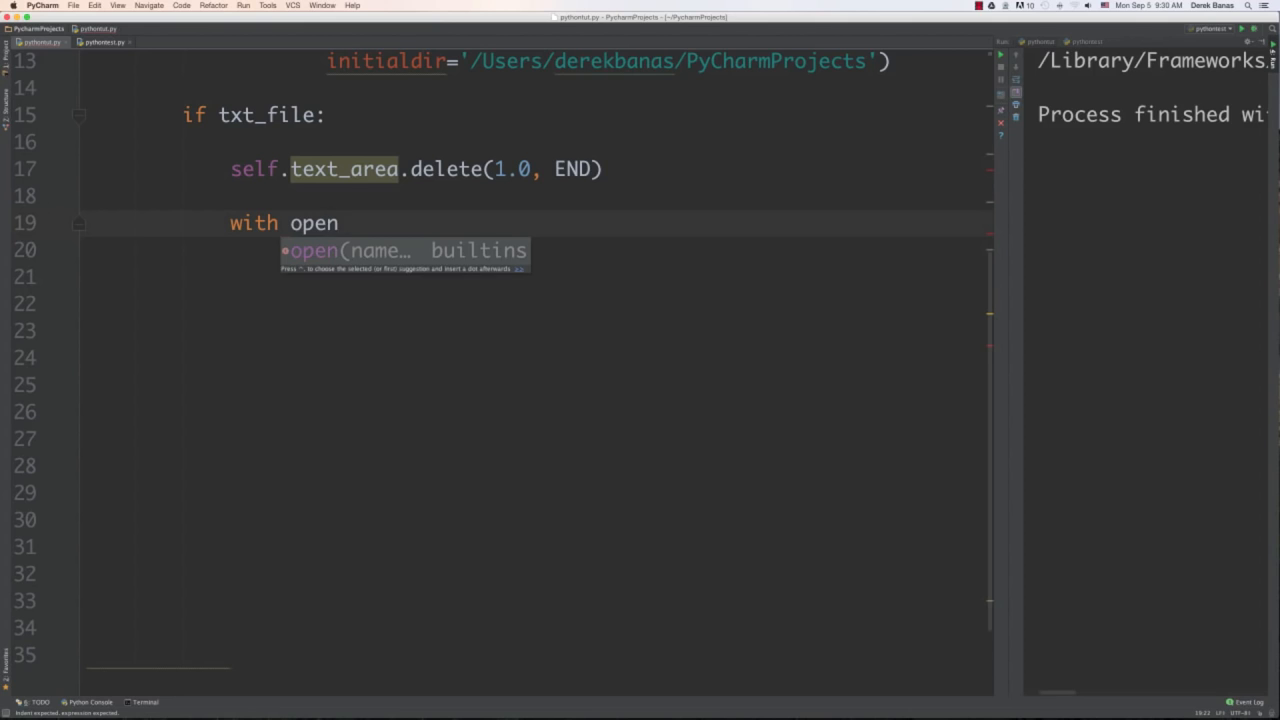 PyCharm File Edit View Navigate Code Refactor Run Tools VCS Window Help 10 Mon Sep 5 9:30 AM Derek Banas
pythontut.py - PycharmProjects - [~/PycharmProjects]
PycharmProjects pythontut.py pythontest
pythontut.py pythontest.py Run: pythontut pythontest
1: Project
7: Structure
2: Favorites
4: Run
13 initialdir='/Users/derekbanas/PyCharmProjects')
14
15 if txt_file:
16
17 self.text_area.delete(1.0, END)
18
19 with open
20 open(name… builtins
Press ^. to choose the selected (or first) suggestion and insert a dot afterwards >>
21
22
23
24
25
26
27
28
29
30
31
32
33
34
35
/Library/Frameworks
Process finished wi
6: TODO Python Console Terminal Event Log
Indent expected. expression expected. 19:22 LF÷ UTF-8÷